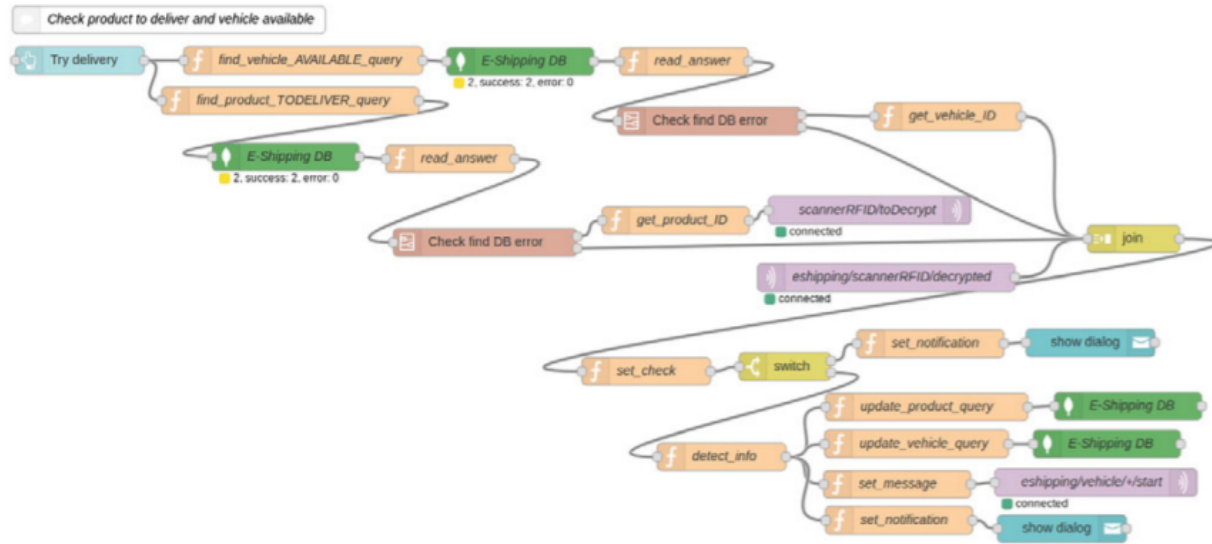 Check product to deliver and vehicle available
Try delivery
find_vehicle_AVAILABLE_query
E-Shipping DB
2, success: 2, error: 0
read_answer
find_product_TODELIVER_query
Check find DB error
get_vehicle_ID
E-Shipping DB
2, success: 2, error: 0
read_answer
get_product_ID
scannerRFID/toDecrypt
connected
Check find DB error
join
eshipping/scannerRFID/decrypted
connected
set_notification
show dialog
set_check
switch
update_product_query
E-Shipping DB
update_vehicle_query
E-Shipping DB
detect_info
set_message
eshipping/vehicle/+/start
connected
set_notification
show dialog